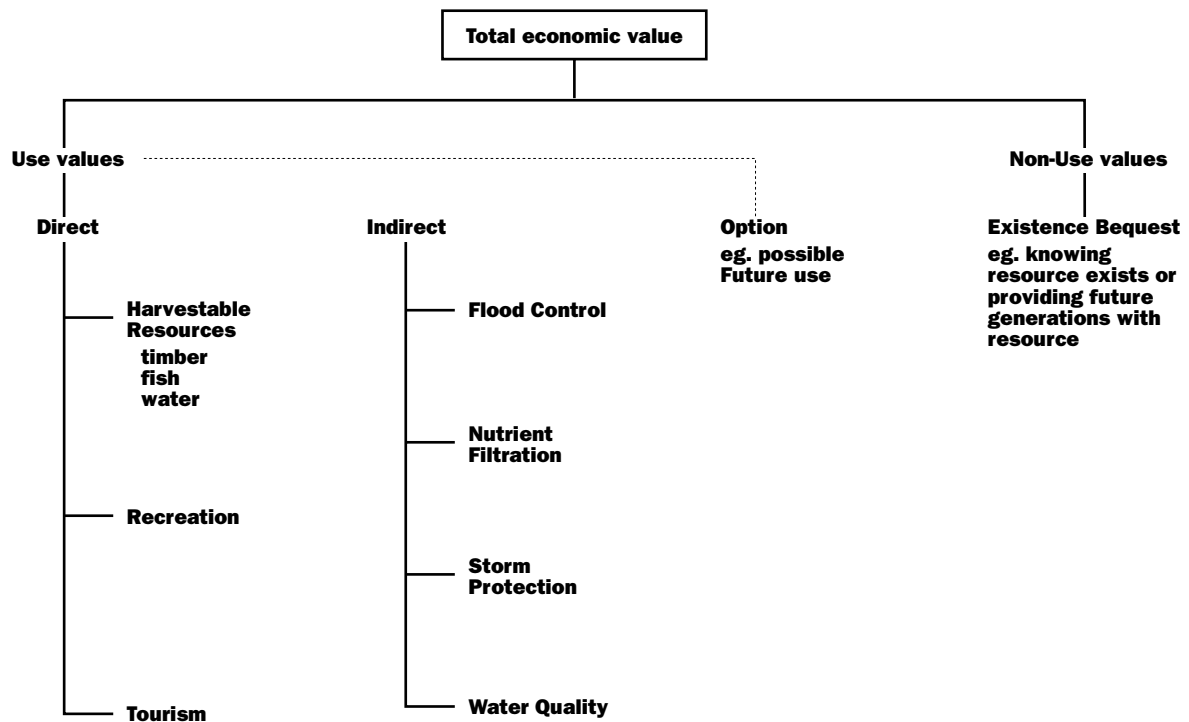 Total economic value
Use values
Non-Use values
Direct
Indirect
Option
eg. possible
Future use
Existence Bequest
eg. knowing
resource exists or
providing future
generations with
resource
Harvestable
Resources
timber
fish
water
Recreation
Tourism
Flood Control
Nutrient
Filtration
Storm
Protection
Water Quality